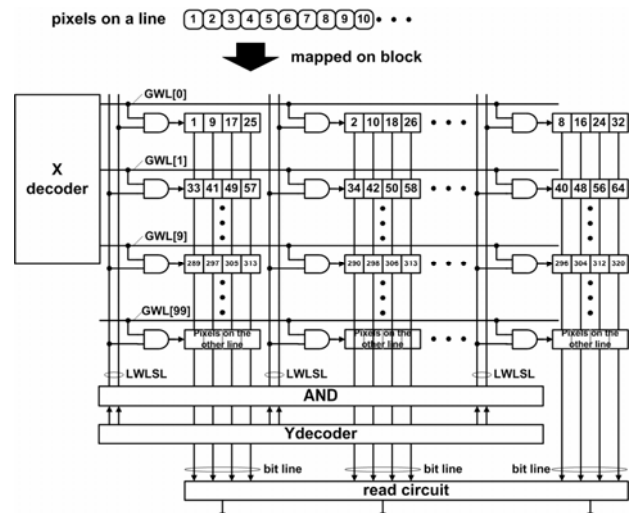 pixels on a line 1 2 3 4 5 6 7 8 9 10 • • •
mapped on block
X decoder
GWL[0]
1 9 17 25 2 10 18 26 • • • 8 16 24 32
GWL[1]
33 41 49 57 34 42 50 58 • • • 40 48 56 64
GWL[9]
289 297 305 313 290 298 306 313 • • • 296 304 312 320
GWL[99]
Pixels on the other line Pixels on the other line • • • Pixels on the other line
LWLSL LWLSL LWLSL
AND
Ydecoder
bit line bit line bit line
read circuit